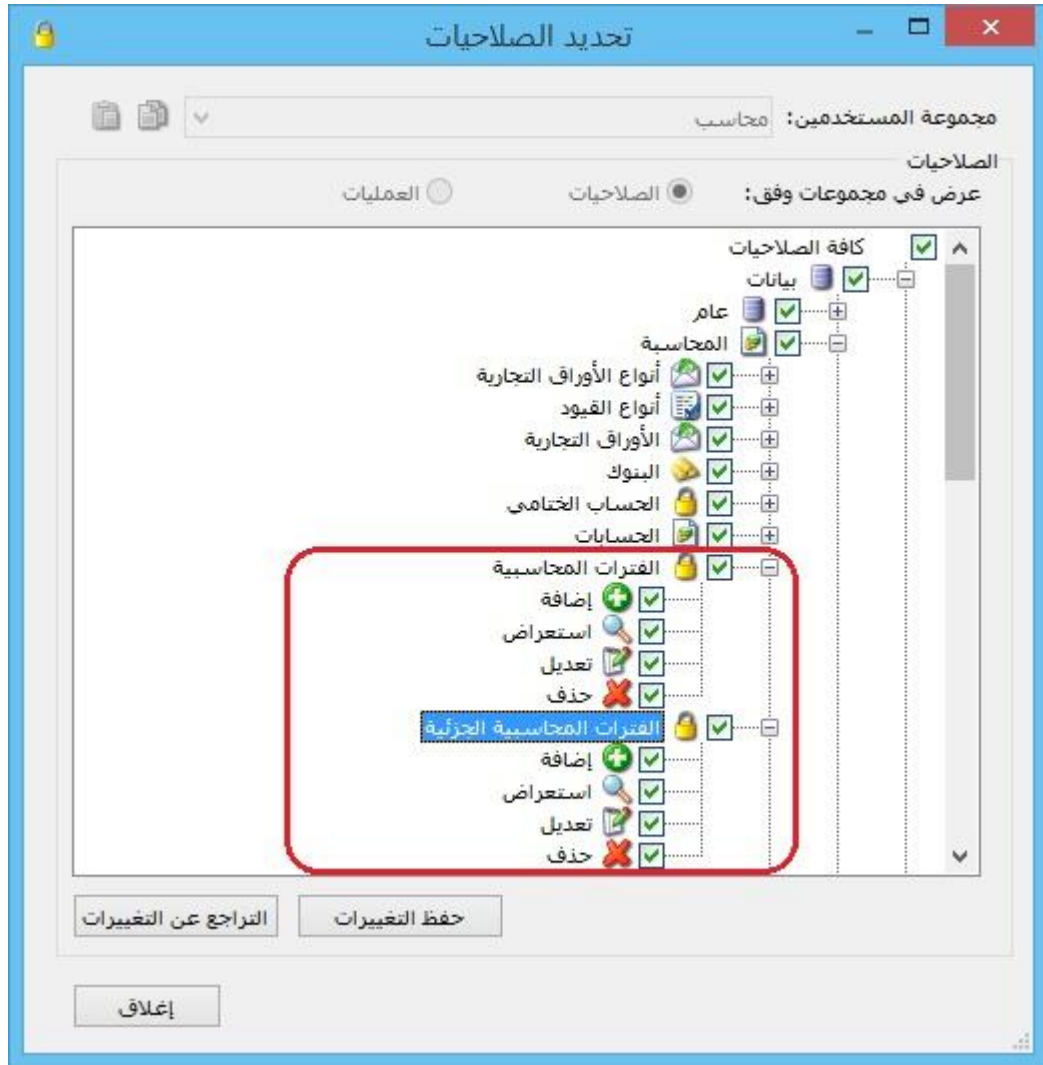 تحديد الصلاحيات
مجموعة المستخدمين: محاسب
الصلاحيات
عرض في مجموعات وفق: الصلاحيات العمليات
كافة الصلاحيات
بيانات
عام
المحاسبة
أنواع الأوراق التجارية
أنواع القيود
الأوراق التجارية
البنوك
الحساب الختامي
الحسابات
الفترات المحاسبية
إضافة
استعراض
تعديل
حذف
الفترات المحاسبية الجزئية
إضافة
استعراض
تعديل
حذف
حفظ التغييرات التراجع عن التغييرات
إغلاق